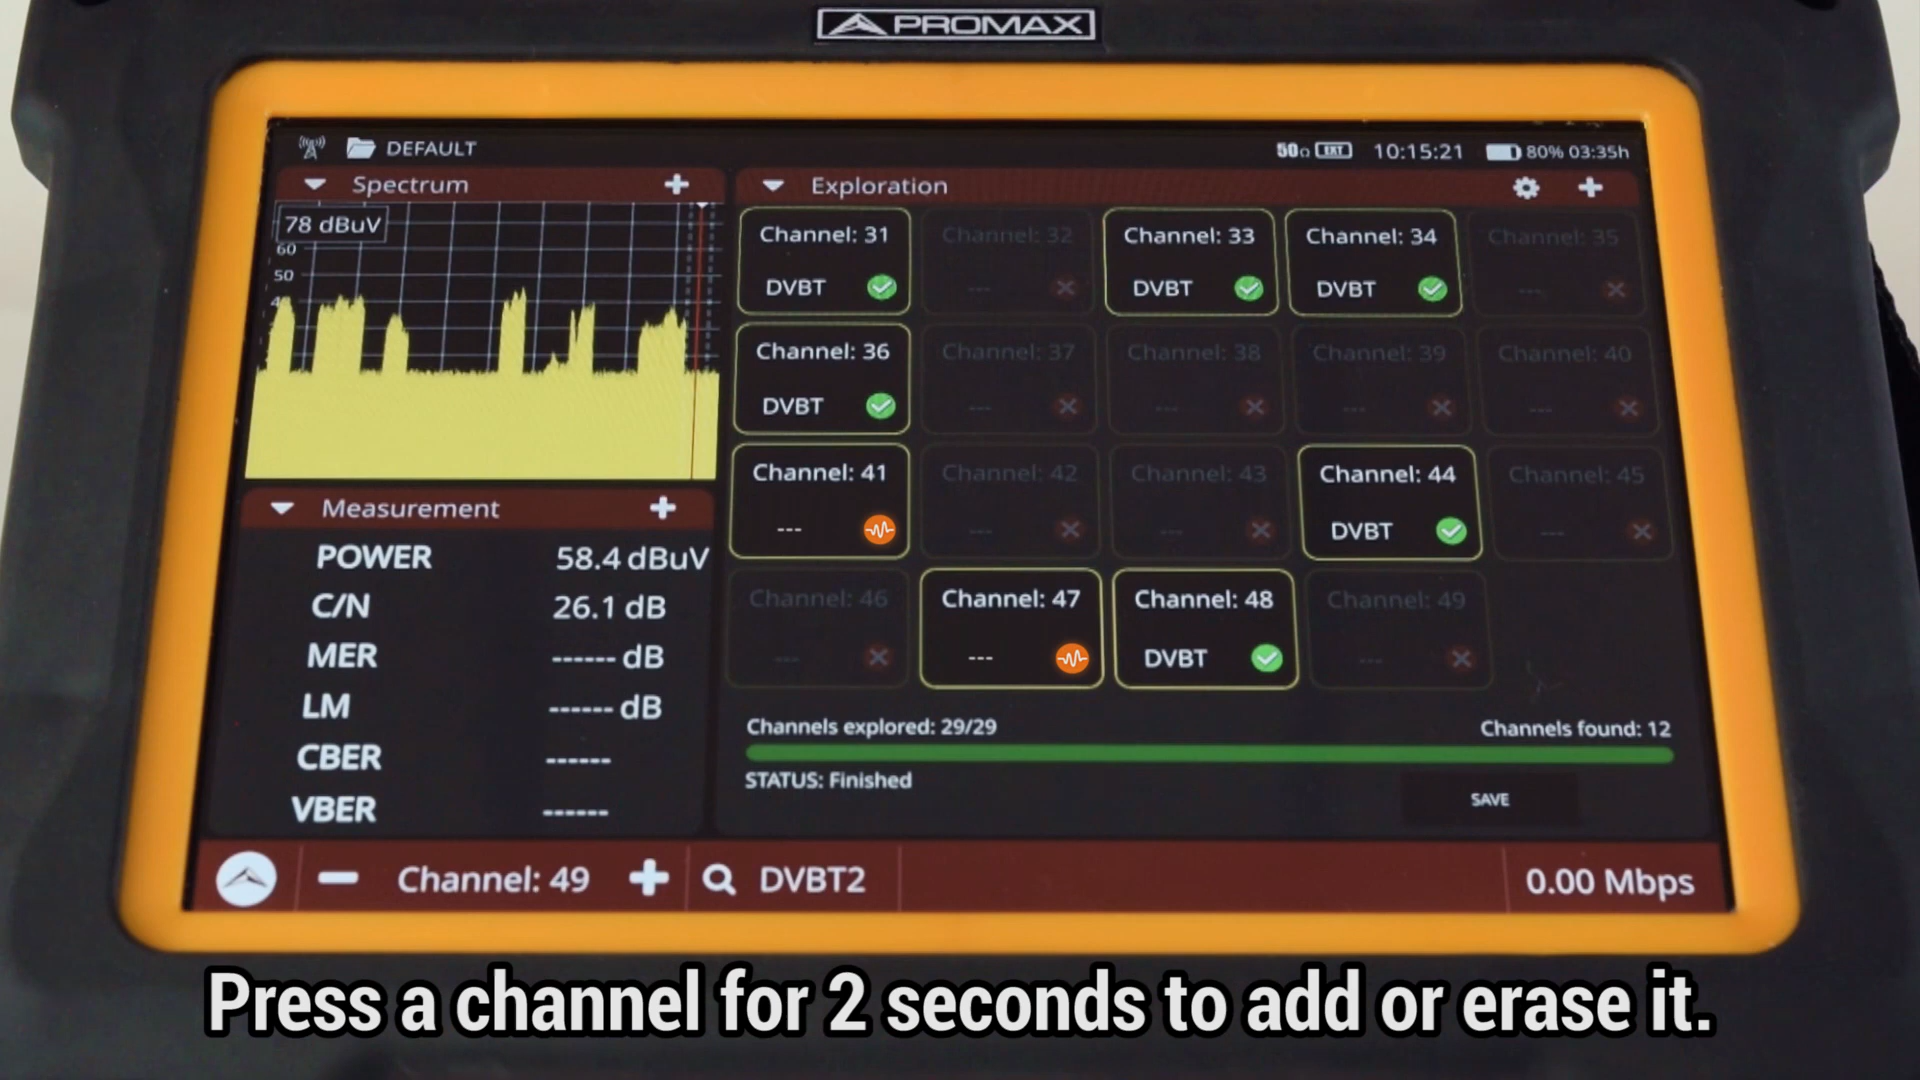 PROMAX
DEFAULT
50Ω EXT 10:15:21 80% 03:35h
Spectrum
78 dBuV
60
50
Measurement
POWER 58.4 dBuV
C/N 26.1 dB
MER ------ dB
LM ------ dB
CBER ------
VBER ------
Exploration
Channel: 31 Channel: 32 Channel: 33 Channel: 34 Channel: 35
DVBT --- DVBT DVBT ---
Channel: 36 Channel: 37 Channel: 38 Channel: 39 Channel: 40
DVBT --- --- --- ---
Channel: 41 Channel: 42 Channel: 43 Channel: 44 Channel: 45
--- --- --- DVBT ---
Channel: 46 Channel: 47 Channel: 48 Channel: 49
--- --- DVBT ---
Channels explored: 29/29 Channels found: 12
STATUS: Finished
SAVE
Channel: 49 DVBT2 0.00 Mbps
Press a channel for 2 seconds to add or erase it.